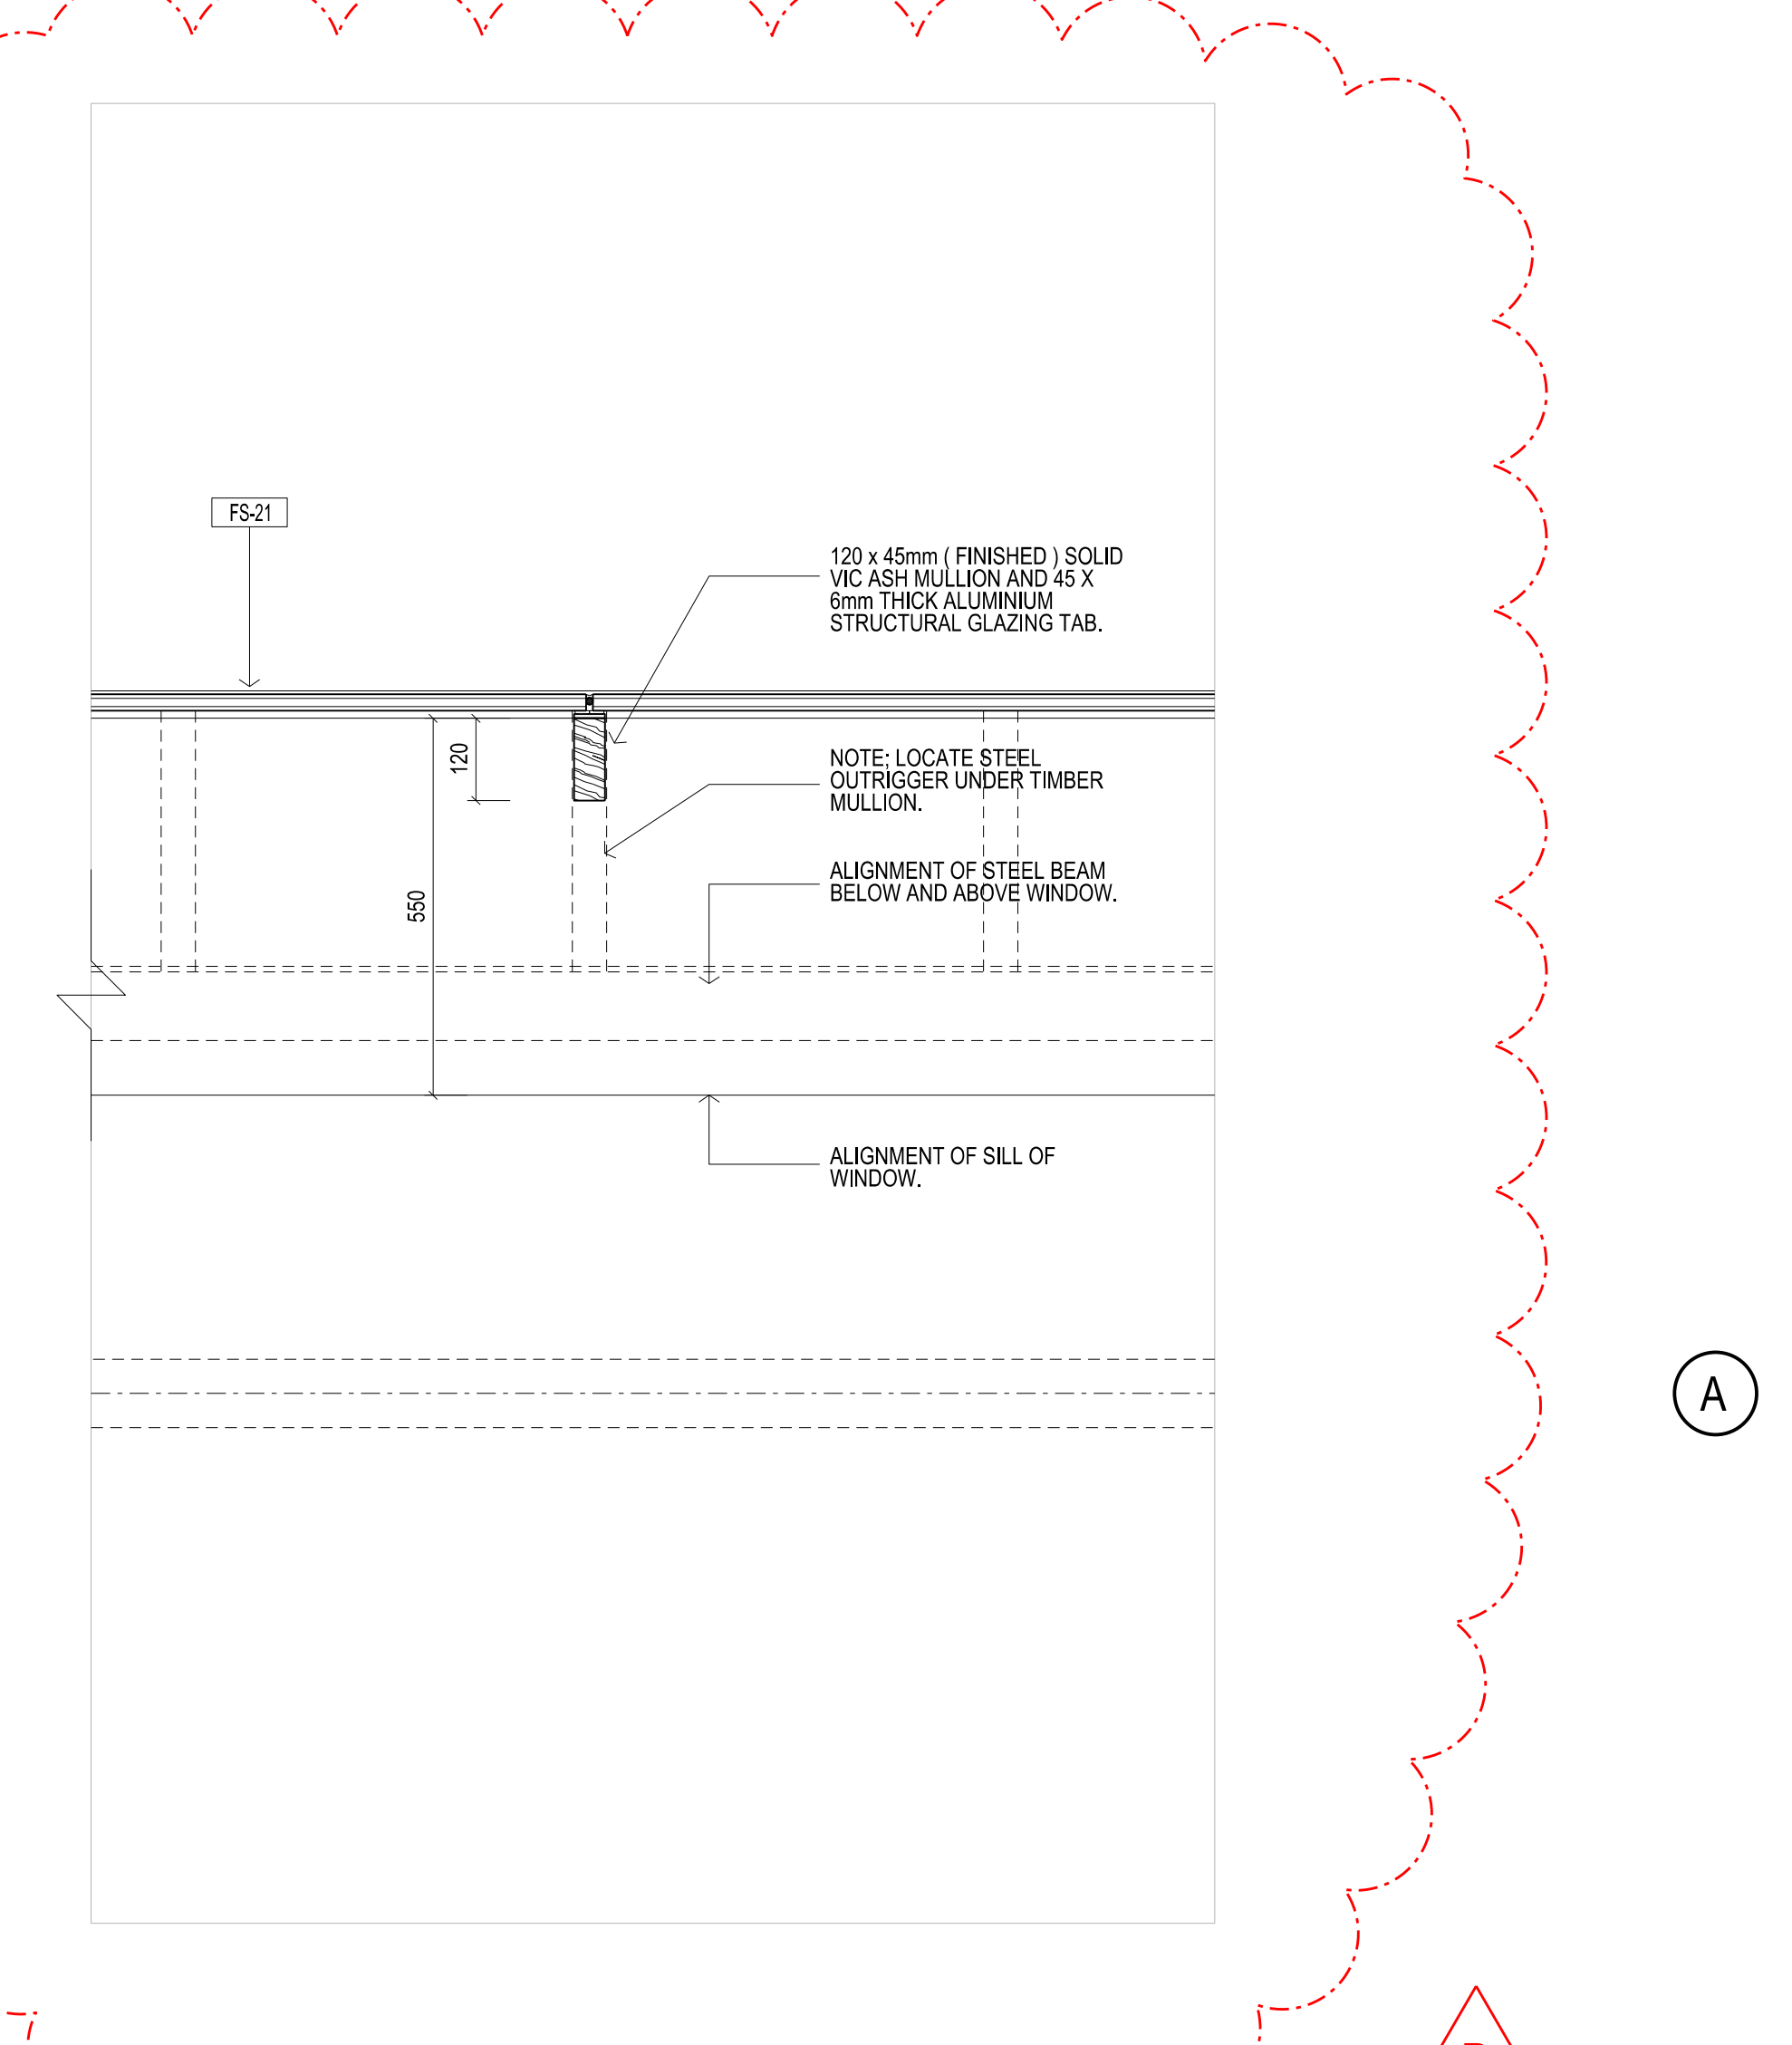 FS-21
120 x 45mm ( FINISHED ) SOLID
VIC ASH MULLION AND 45 X
6mm THICK ALUMINIUM
STRUCTURAL GLAZING TAB.
120
NOTE; LOCATE STEEL
OUTRIGGER UNDER TIMBER
MULLION.
550
ALIGNMENT OF STEEL BEAM
BELOW AND ABOVE WINDOW.
ALIGNMENT OF SILL OF
WINDOW.
A